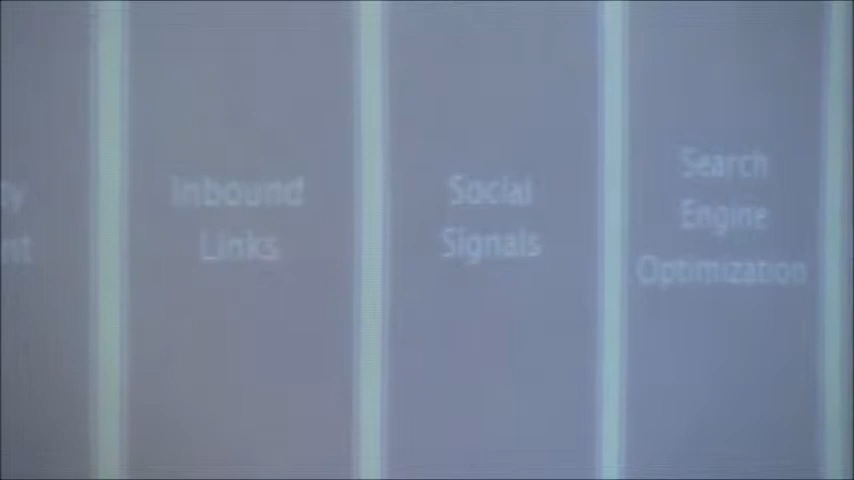 Inbound
Links
Social
Signals
Search
Engine
Optimization